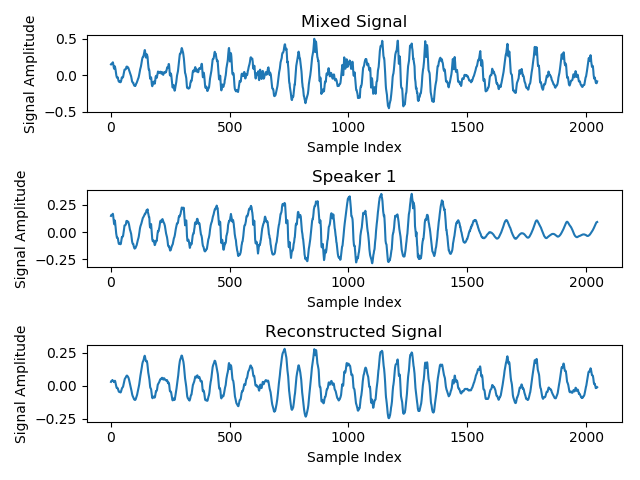 Mixed Signal
Signal Amplitude
0.5
0.0
−0.5
0 500 1000 1500 2000
Sample Index
Speaker 1
Signal Amplitude
0.25
0.00
−0.25
0 500 1000 1500 2000
Sample Index
Reconstructed Signal
Signal Amplitude
0.25
0.00
−0.25
0 500 1000 1500 2000
Sample Index